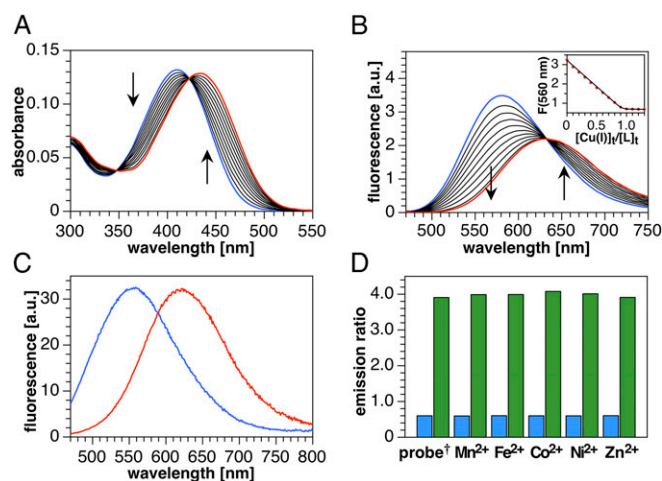 A
0.15
0.10
0.05
0
absorbance
300 350 400 450 500 550
wavelength [nm]
B
4
3
2
1
0
fluorescence [a.u.]
500 550 600 650 700 750
wavelength [nm]
F(560 nm)
3
2
1
0 0.5 1.0
[Cu(I)]t/[L]t
C
30
20
10
0
fluorescence [a.u.]
500 550 600 650 700 750 800
wavelength [nm]
D
4.0
3.0
2.0
1.0
0
emission ratio
probe† Mn2+ Fe2+ Co2+ Ni2+ Zn2+